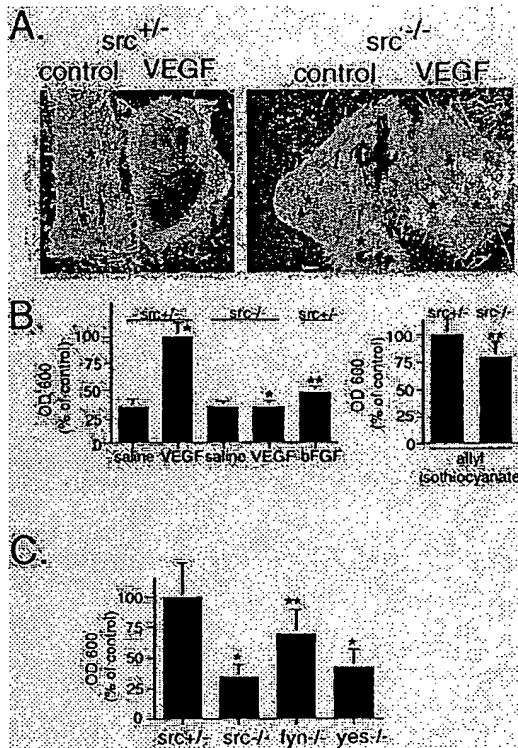 A.
src+/- src-/-
control VEGF control VEGF
B
src+/- src-/- src+/-
OD 600
(% of control)
100
75
50
25
0
saline VEGF saline VEGF bFGF
src+/- src-/-
OD 600
(% of control)
100
75
50
25
0
allyl
isothiocyanate
C.
OD 600
(% of control)
100
75
50
25
0
src+/- src-/- fyn-/- yes-/-